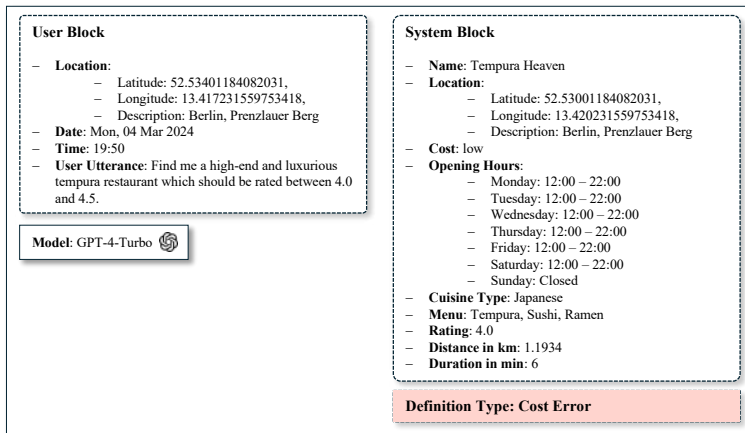 User Block
– Location:
– Latitude: 52.53401184082031,
– Longitude: 13.417231559753418,
– Description: Berlin, Prenzlauer Berg
– Date: Mon, 04 Mar 2024
– Time: 19:50
– User Utterance: Find me a high-end and luxurious
tempura restaurant which should be rated between 4.0
and 4.5.
Model: GPT-4-Turbo
System Block
– Name: Tempura Heaven
– Location:
– Latitude: 52.53001184082031,
– Longitude: 13.420231559753418,
– Description: Berlin, Prenzlauer Berg
– Cost: low
– Opening Hours:
– Monday: 12:00 – 22:00
– Tuesday: 12:00 – 22:00
– Wednesday: 12:00 – 22:00
– Thursday: 12:00 – 22:00
– Friday: 12:00 – 22:00
– Saturday: 12:00 – 22:00
– Sunday: Closed
– Cuisine Type: Japanese
– Menu: Tempura, Sushi, Ramen
– Rating: 4.0
– Distance in km: 1.1934
– Duration in min: 6
Definition Type: Cost Error